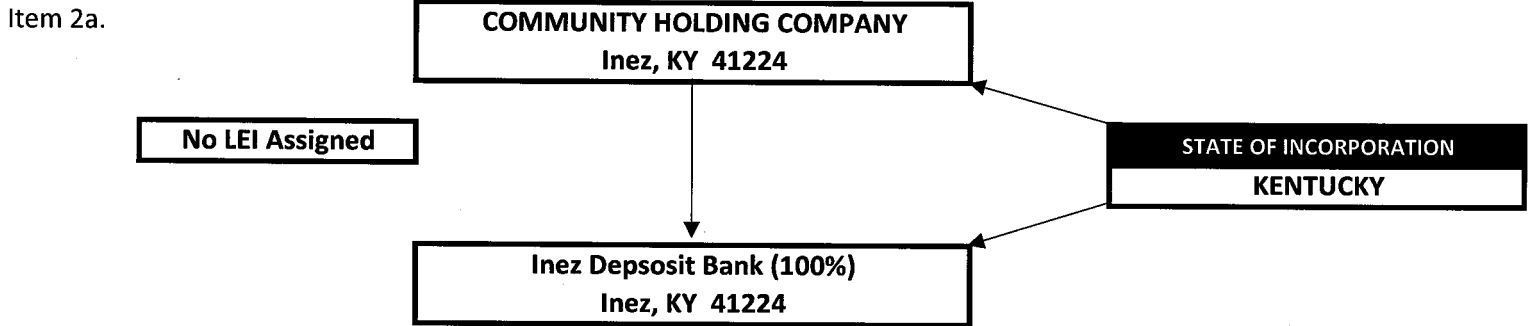 Item 2a.
COMMUNITY HOLDING COMPANY
Inez, KY 41224
No LEI Assigned
STATE OF INCORPORATION
KENTUCKY
Inez Depsosit Bank (100%)
Inez, KY 41224